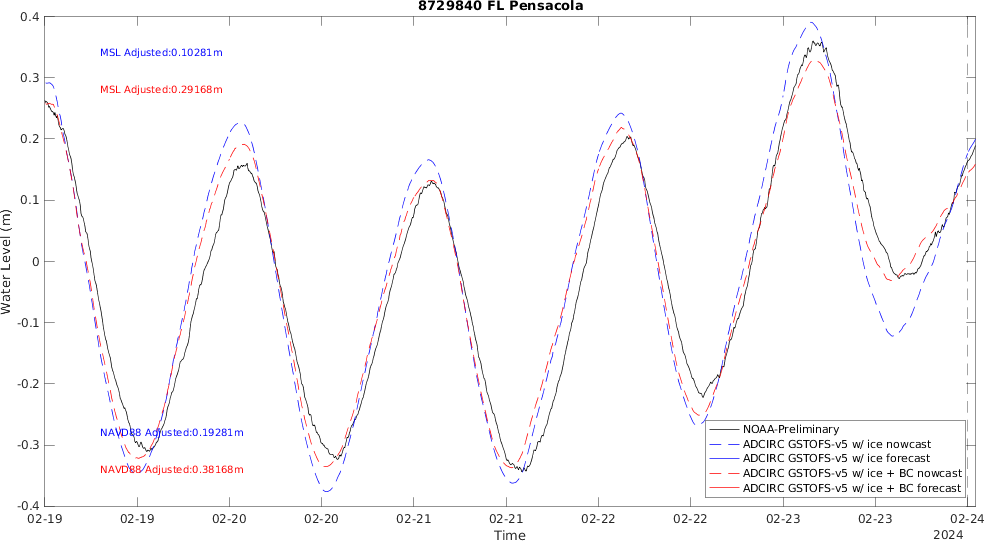 8729840 FL Pensacola
MSL Adjusted:0.10281m
MSL Adjusted:0.29168m
NAVD88 Adjusted:0.19281m
NAVD88 Adjusted:0.38168m
Water Level (m)
0.4
0.3
0.2
0.1
0
-0.1
-0.2
-0.3
-0.4
NOAA-Preliminary
ADCIRC GSTOFS-v5 w/ ice nowcast
ADCIRC GSTOFS-v5 w/ ice forecast
ADCIRC GSTOFS-v5 w/ ice + BC nowcast
ADCIRC GSTOFS-v5 w/ ice + BC forecast
02-19 02-19 02-20 02-20 02-21 02-21 02-22 02-22 02-23 02-23 02-24
Time
2024